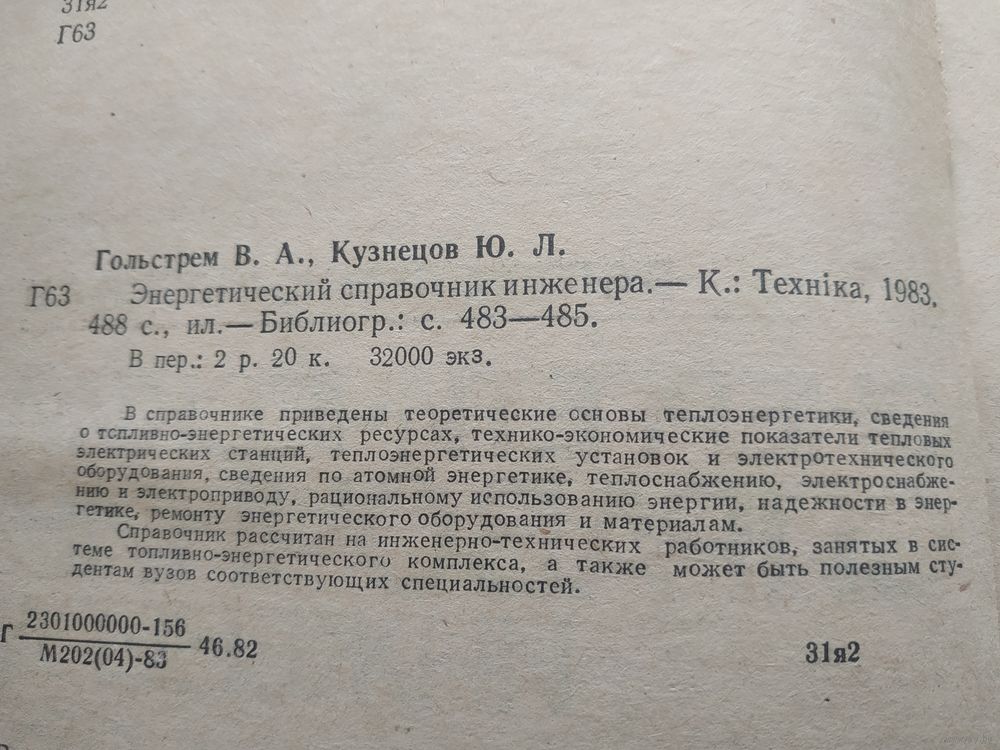 31я2
Г63
Гольстрем В. А., Кузнецов Ю. Л.
Г63 Энергетический справочник инженера.— К.: Техніка, 1983.
488 с., ил.— Библиогр.: с. 483—485.
В пер.: 2 р. 20 к. 32000 экз.
В справочнике приведены теоретические основы теплоэнергетики, сведения
о топливно-энергетических ресурсах, технико-экономические показатели тепловых
электрических станций, теплоэнергетических установок и электротехнического
оборудования, сведения по атомной энергетике, теплоснабжению, электроснабже-
нию и электроприводу, рациональному использованию энергии, надежности в энер-
гетике, ремонту энергетического оборудования и материалам.
Справочник рассчитан на инженерно-технических работников, занятых в сис-
теме топливно-энергетического комплекса, а также может быть полезным сту-
дентам вузов соответствующих специальностей.
Г 2301000000-156
М202(04)-83 46.82
31я2